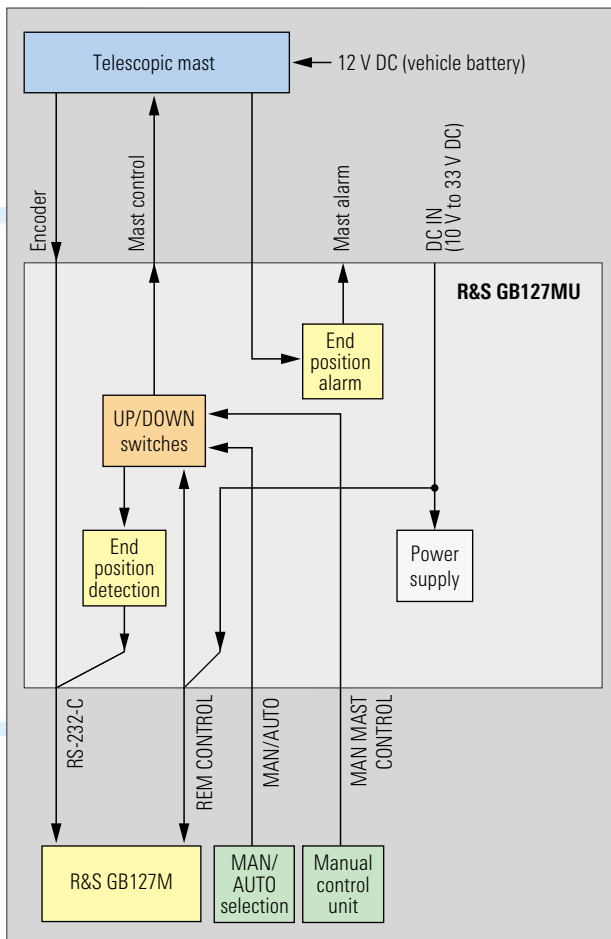 Telescopic mast
12 V DC (vehicle battery)
Encoder
Mast control
Mast alarm
DC IN
(10 V to 33 V DC)
R&S GB127MU
End
position
alarm
UP/DOWN
switches
End
position
detection
Power
supply
RS-232-C
REM CONTROL
MAN/AUTO
MAN MAST
CONTROL
R&S GB127M
MAN/
AUTO
selection
Manual
control
unit